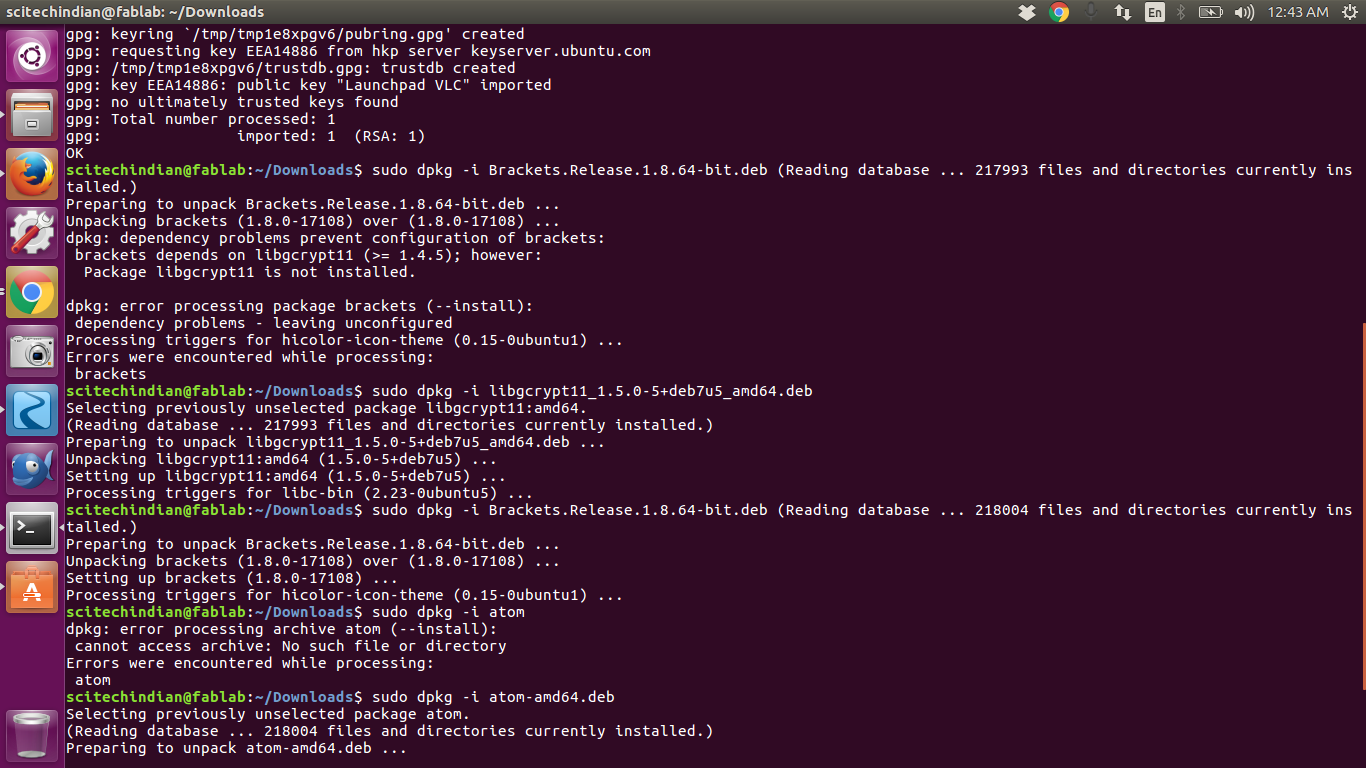 scitechindian@fablab: ~/Downloads
En
12:43 AM
gpg: keyring `/tmp/tmp1e8xpgv6/pubring.gpg' created
gpg: requesting key EEA14886 from hkp server keyserver.ubuntu.com
gpg: /tmp/tmp1e8xpgv6/trustdb.gpg: trustdb created
gpg: key EEA14886: public key "Launchpad VLC" imported
gpg: no ultimately trusted keys found
gpg: Total number processed: 1
gpg:               imported: 1  (RSA: 1)
OK
scitechindian@fablab:~/Downloads$ sudo dpkg -i Brackets.Release.1.8.64-bit.deb (Reading database ... 217993 files and directories currently ins
talled.)
Preparing to unpack Brackets.Release.1.8.64-bit.deb ...
Unpacking brackets (1.8.0-17108) over (1.8.0-17108) ...
dpkg: dependency problems prevent configuration of brackets:
 brackets depends on libgcrypt11 (>= 1.4.5); however:
  Package libgcrypt11 is not installed.

dpkg: error processing package brackets (--install):
 dependency problems - leaving unconfigured
Processing triggers for hicolor-icon-theme (0.15-0ubuntu1) ...
Errors were encountered while processing:
 brackets
scitechindian@fablab:~/Downloads$ sudo dpkg -i libgcrypt11_1.5.0-5+deb7u5_amd64.deb
Selecting previously unselected package libgcrypt11:amd64.
(Reading database ... 217993 files and directories currently installed.)
Preparing to unpack libgcrypt11_1.5.0-5+deb7u5_amd64.deb ...
Unpacking libgcrypt11:amd64 (1.5.0-5+deb7u5) ...
Setting up libgcrypt11:amd64 (1.5.0-5+deb7u5) ...
Processing triggers for libc-bin (2.23-0ubuntu5) ...
scitechindian@fablab:~/Downloads$ sudo dpkg -i Brackets.Release.1.8.64-bit.deb (Reading database ... 218004 files and directories currently ins
talled.)
Preparing to unpack Brackets.Release.1.8.64-bit.deb ...
Unpacking brackets (1.8.0-17108) over (1.8.0-17108) ...
Setting up brackets (1.8.0-17108) ...
Processing triggers for hicolor-icon-theme (0.15-0ubuntu1) ...
scitechindian@fablab:~/Downloads$ sudo dpkg -i atom
dpkg: error processing archive atom (--install):
 cannot access archive: No such file or directory
Errors were encountered while processing:
 atom
scitechindian@fablab:~/Downloads$ sudo dpkg -i atom-amd64.deb
Selecting previously unselected package atom.
(Reading database ... 218004 files and directories currently installed.)
Preparing to unpack atom-amd64.deb ...